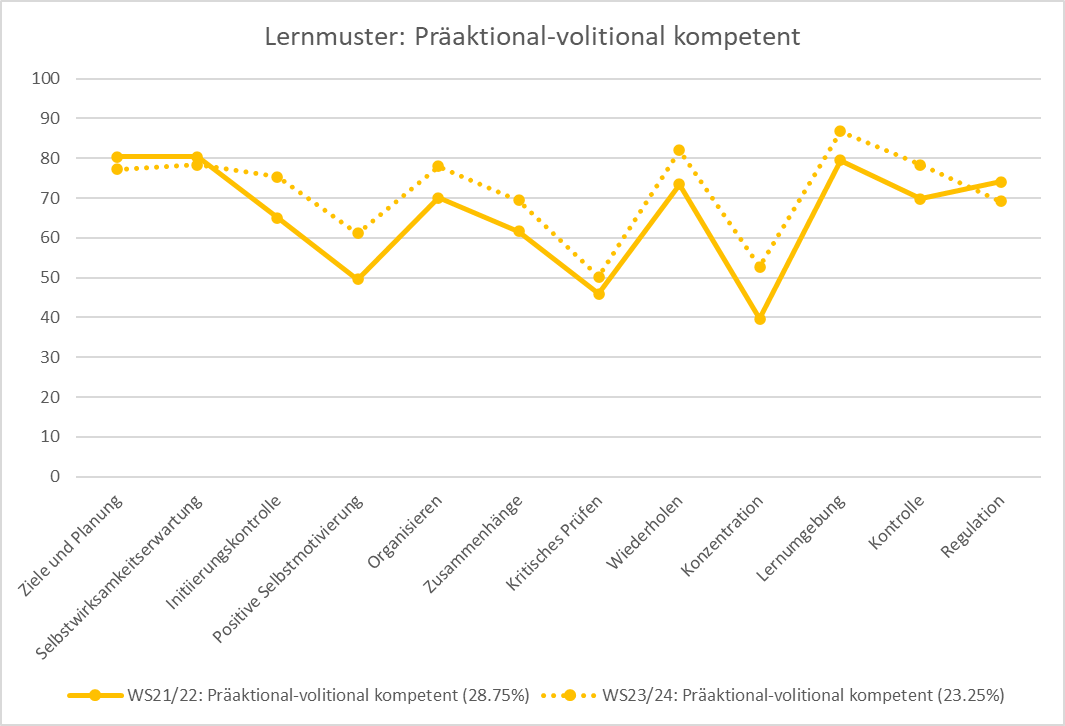 Lernmuster: Präaktional-volitional kompetent
100
90
80
70
60
50
40
30
20
10
0
Ziele und Planung
Selbstwirksamkeitserwartung
Initiierungskontrolle
Positive Selbstmotivierung
Organisieren
Zusammenhänge
Kritisches Prüfen
Wiederholen
Konzentration
Lernumgebung
Kontrolle
Regulation
WS21/22: Präaktional-volitional kompetent (28.75%)
WS23/24: Präaktional-volitional kompetent (23.25%)